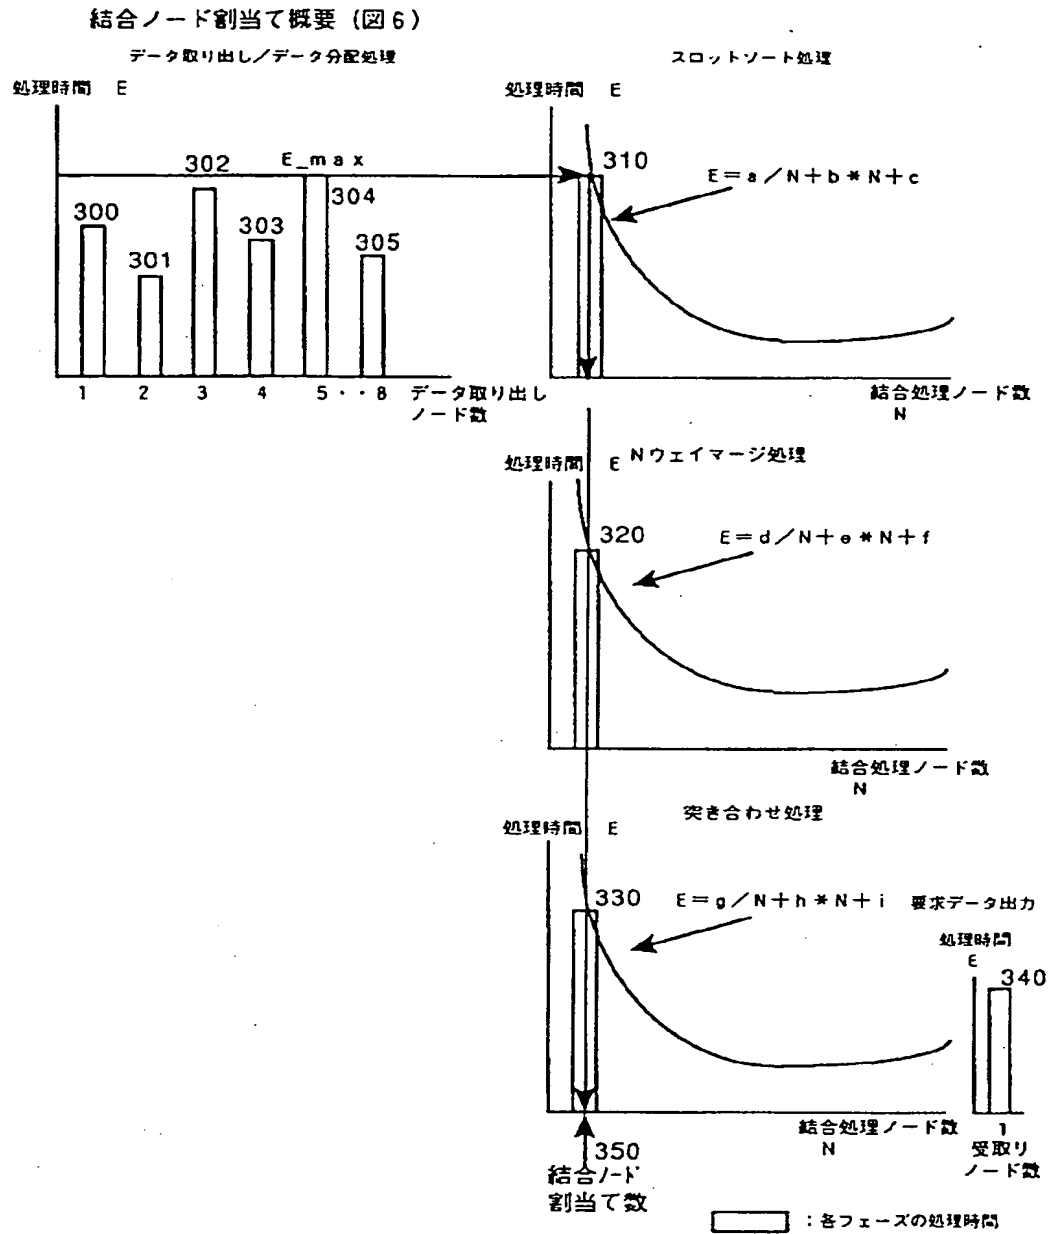 結合ノード割当て概要(図6)
データ取り出し/データ分配処理
処理時間 E
E_max
300
301
302
303
304
305
1 2 3 4 5・・8 データ取り出し
ノード数
スロットソート処理
処理時間 E
310
E=a/N+b*N+c
結合処理ノード数
N
Nウェイマージ処理
処理時間 E
320
E=d/N+e*N+f
結合処理ノード数
N
突き合わせ処理
処理時間 E
330
E=g/N+h*N+i
結合処理ノード数
N
350
結合ノード
割当て数
要求データ出力
処理時間
E
340
1
受取り
ノード数
:各フェーズの処理時間